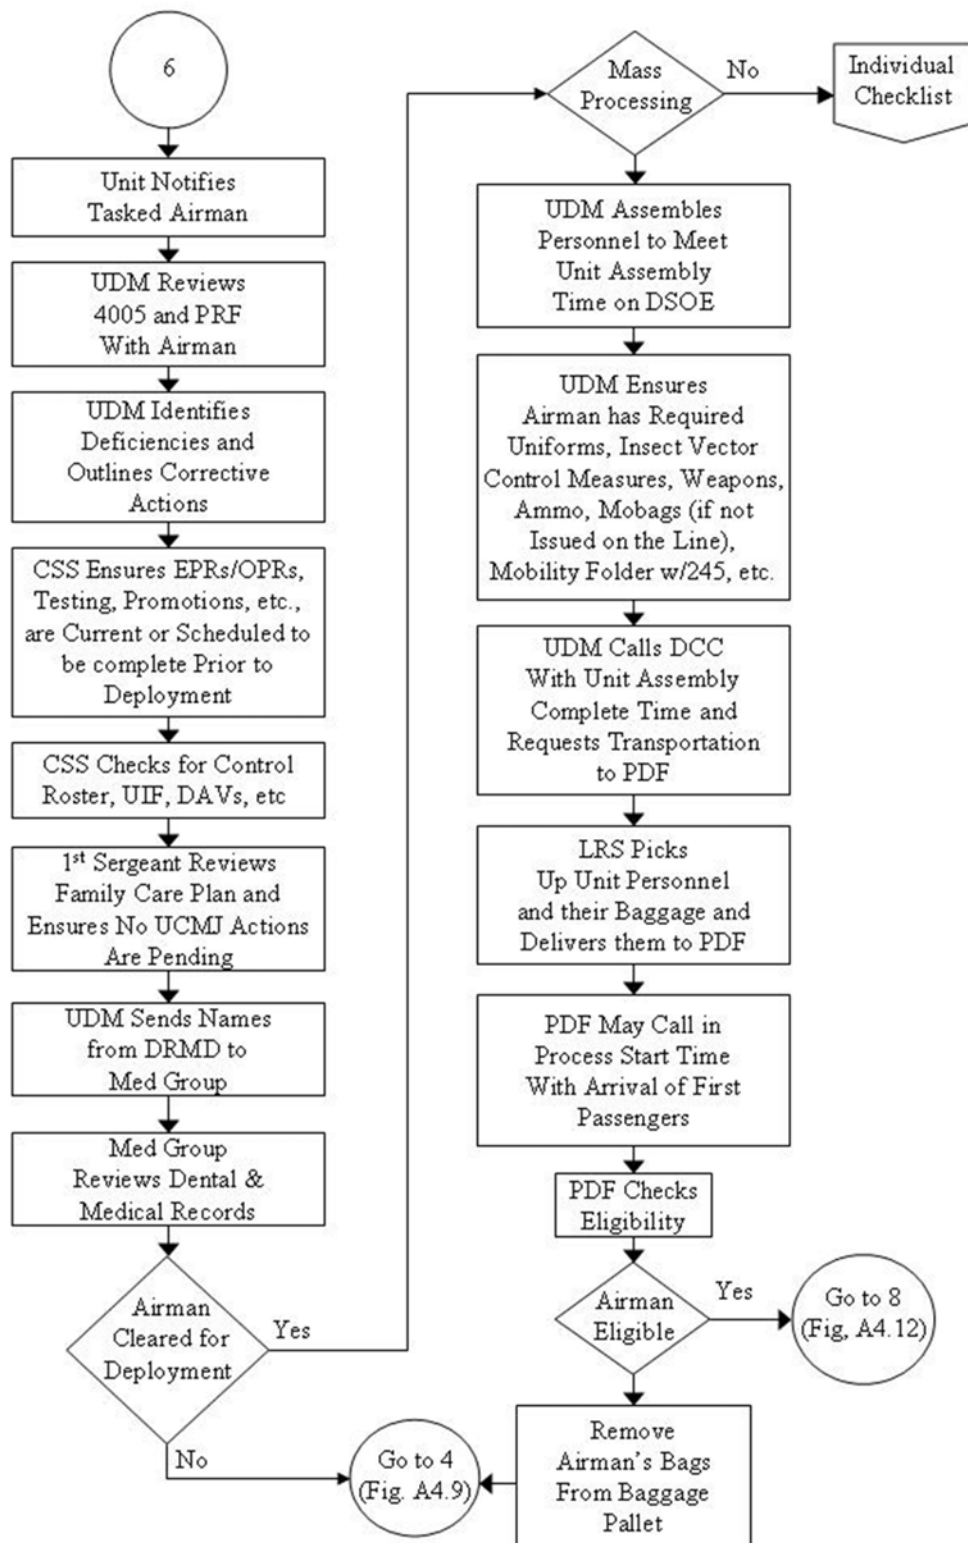 6
Unit Notifies
Tasked Airman
UDM Reviews
4005 and PRF
With Airman
UDM Identifies
Deficiencies and
Outlines Corrective
Actions
CSS Ensures EPRs/OPRs,
Testing, Promotions, etc.,
are Current or Scheduled to
be complete Prior to
Deployment
CSS Checks for Control
Roster, UIF, DAVs, etc
1st Sergeant Reviews
Family Care Plan and
Ensures No UCMJ Actions
Are Pending
UDM Sends Names
from DRMD to
Med Group
Med Group
Reviews Dental &
Medical Records
Airman
Cleared for
Deployment
Yes
No
Go to 4
(Fig. A4.9)
Mass
Processing
No
Individual
Checklist
UDM Assembles
Personnel to Meet
Unit Assembly
Time on DSOE
UDM Ensures
Airman has Required
Uniforms, Insect Vector
Control Measures, Weapons,
Ammo, Mobags (if not
Issued on the Line),
Mobility Folder w/245, etc.
UDM Calls DCC
With Unit Assembly
Complete Time and
Requests Transportation
to PDF
LRS Picks
Up Unit Personnel
and their Baggage and
Delivers them to PDF
PDF May Call in
Process Start Time
With Arrival of First
Passengers
PDF Checks
Eligibility
Airman
Eligible
Yes
Go to 8
(Fig, A4.12)
Remove
Airman's Bags
From Baggage
Pallet